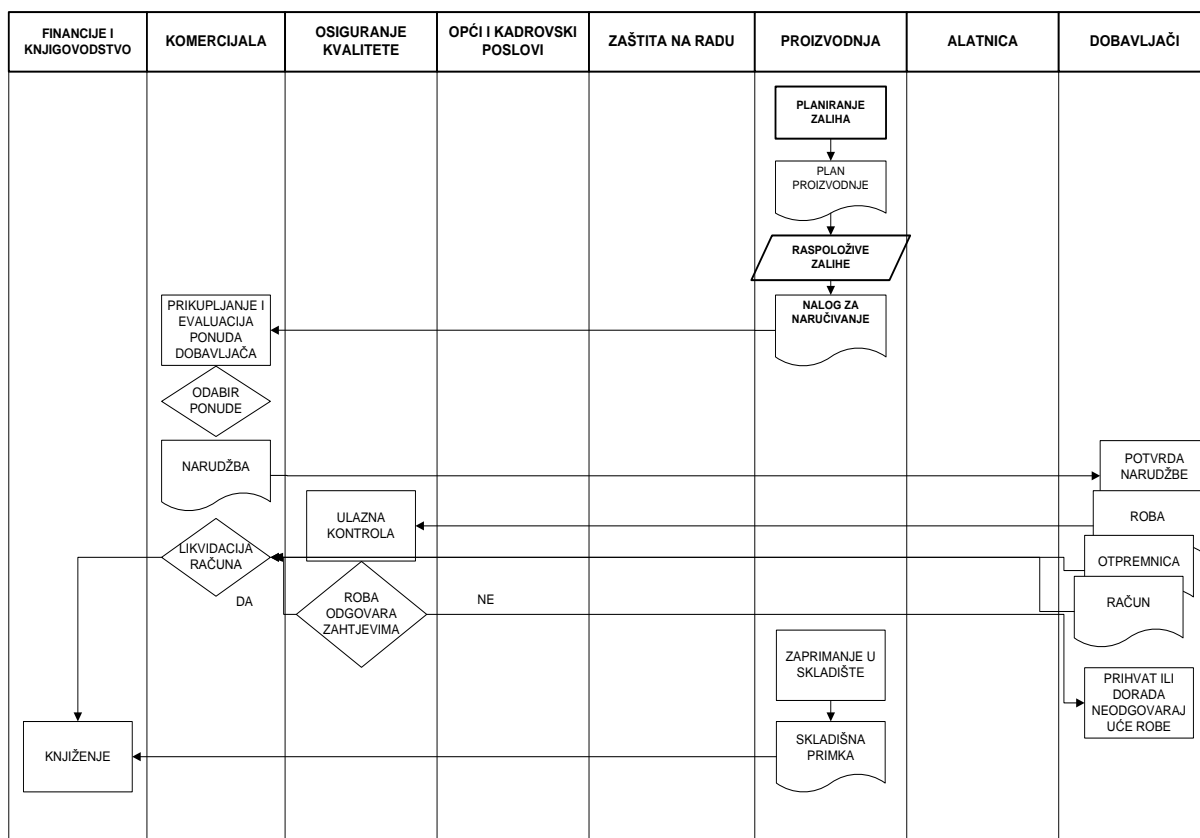 FINANCIJE I
KNJIGOVODSTVO
KOMERCIJALA
OSIGURANJE
KVALITETE
OPĆI I KADROVSKI
POSLOVI
ZAŠTITA NA RADU
PROIZVODNJA
ALATNICA
DOBAVLJAČI
PLANIRANJE
ZALIHA
PLAN
PROIZVODNJE
RASPOLOŽIVE
ZALIHE
NALOG ZA
NARUČIVANJE
PRIKUPLJANJE I
EVALUACIJA
PONUDA
DOBAVLJAČA
ODABIR
PONUDE
NARUDŽBA
POTVRDA
NARUDŽBE
ULAZNA
KONTROLA
ROBA
LIKVIDACIJA
RAČUNA
OTPREMNICA
DA
ROBA
ODGOVARA
ZAHTJEVIMA
NE
RAČUN
ZAPRIMANJE U
SKLADIŠTE
PRIHVAT ILI
DORADA
NEODGOVARAJ
UĆE ROBE
KNJIŽENJE
SKLADIŠNA
PRIMKA